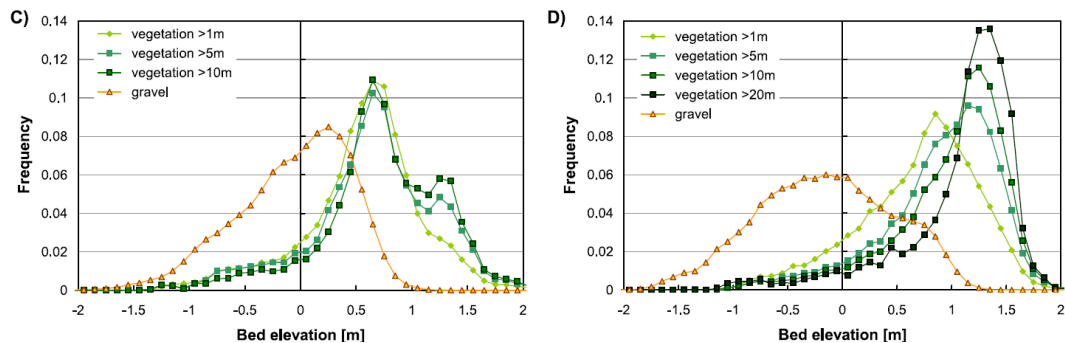 C)
0.14
0.12
0.1
0.08
0.06
0.04
0.02
0
Frequency
vegetation >1m
vegetation >5m
vegetation >10m
gravel
-2 -1.5 -1 -0.5 0 0.5 1 1.5 2
Bed elevation [m]
D)
0.14
0.12
0.1
0.08
0.06
0.04
0.02
0
Frequency
vegetation >1m
vegetation >5m
vegetation >10m
vegetation >20m
gravel
-2 -1.5 -1 -0.5 0 0.5 1 1.5 2
Bed elevation [m]